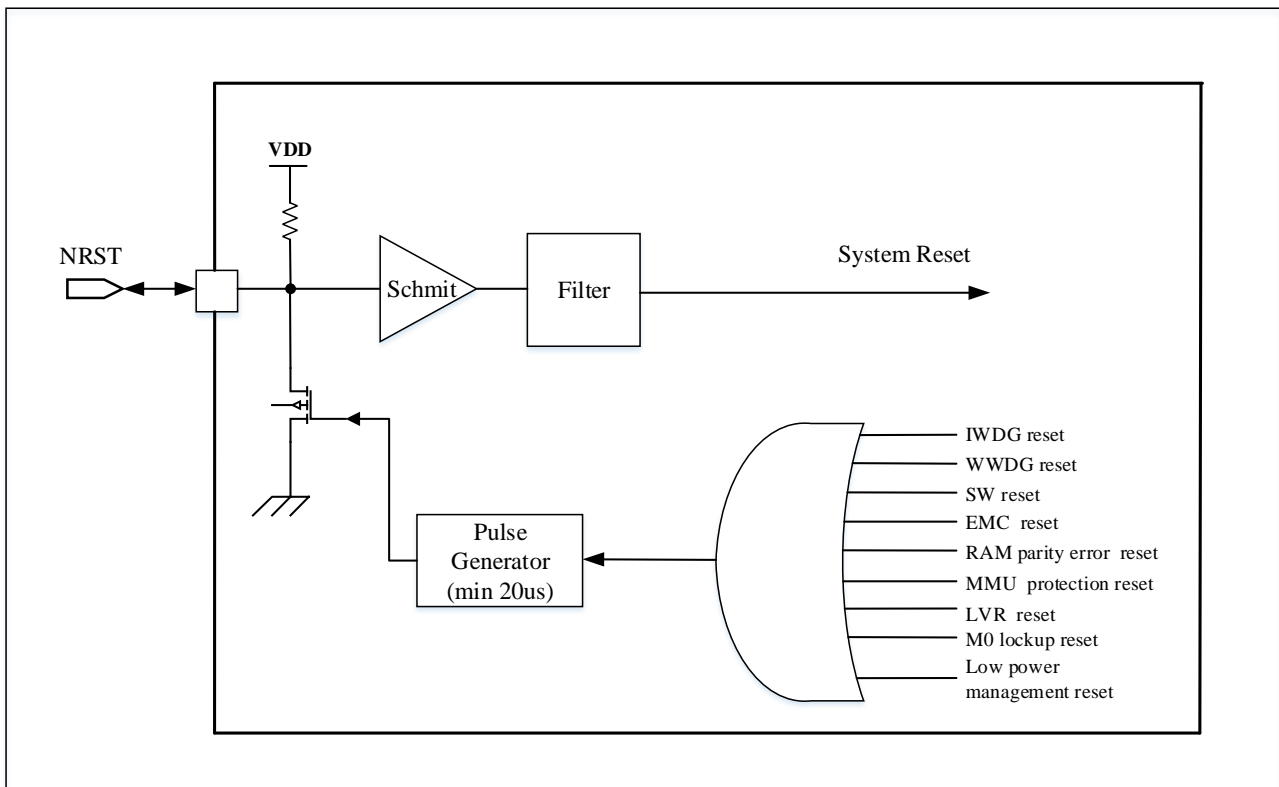 VDD
NRST
Schmit
Filter
System Reset
Pulse
Generator
(min 20us)
IWDG reset
WWDG reset
SW reset
EMC reset
RAM parity error reset
MMU protection reset
LVR reset
M0 lockup reset
Low power
management reset